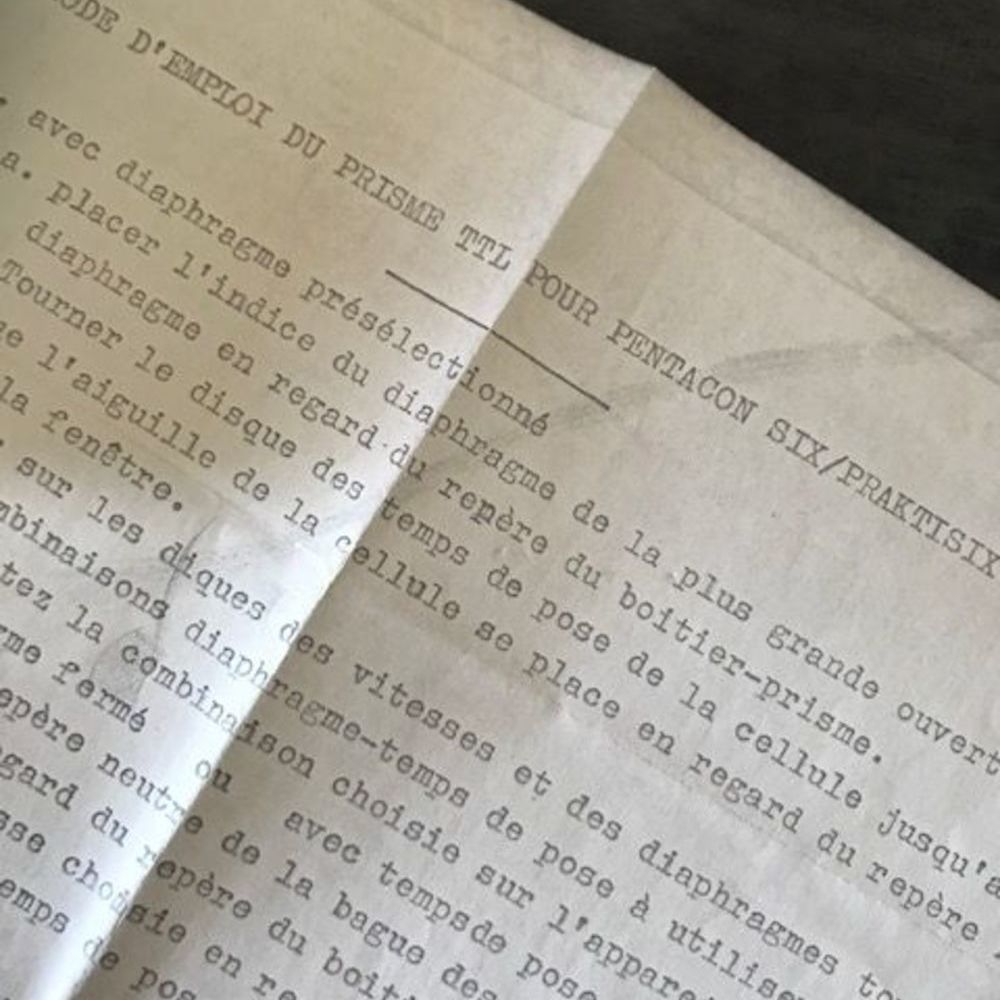 ODE D'EMPLOI DU PRISME TTL POUR PENTACON SIX/PRAKTISIX
avec diaphragme présélectionné
a. placer l'indice du diaphragme de la plus grande ouvert
diaphragme en regard du repère du boitier-prisme.
Tourner le disque des temps de pose de la cellule jusqu'a
e l'aiguille de la cellule se place en regard du repère
la fenêtre.
sur les diques des vitesses et des diaphragmes to
mbinaisons diaphragme-temps de pose à utilise
tez la combinaison choisie sur l'appare
rme fermé ou avec tempsde pose
epère neutre de la bague des
gard du repère du boit
sse choisie en re
emps de pos